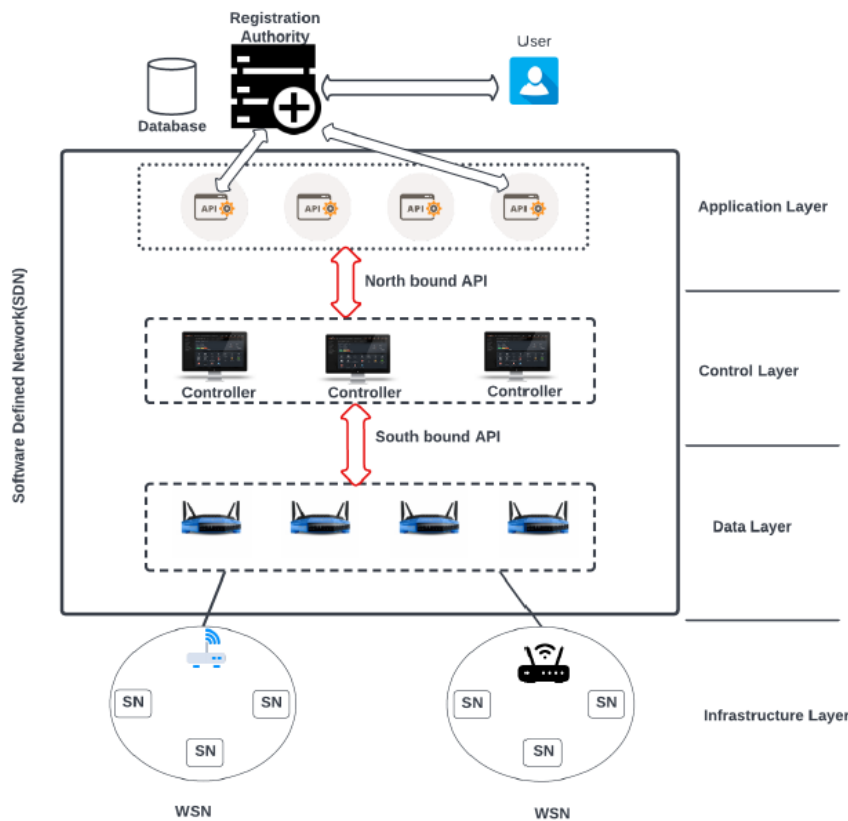 Registration
Authority
User
Database
API
API
API
API
Application Layer
North bound API
Software Defined Network(SDN)
Controller
Controller
Controller
Control Layer
South bound API
Data Layer
SN
SN
SN
SN
SN
SN
Infrastructure Layer
WSN
WSN